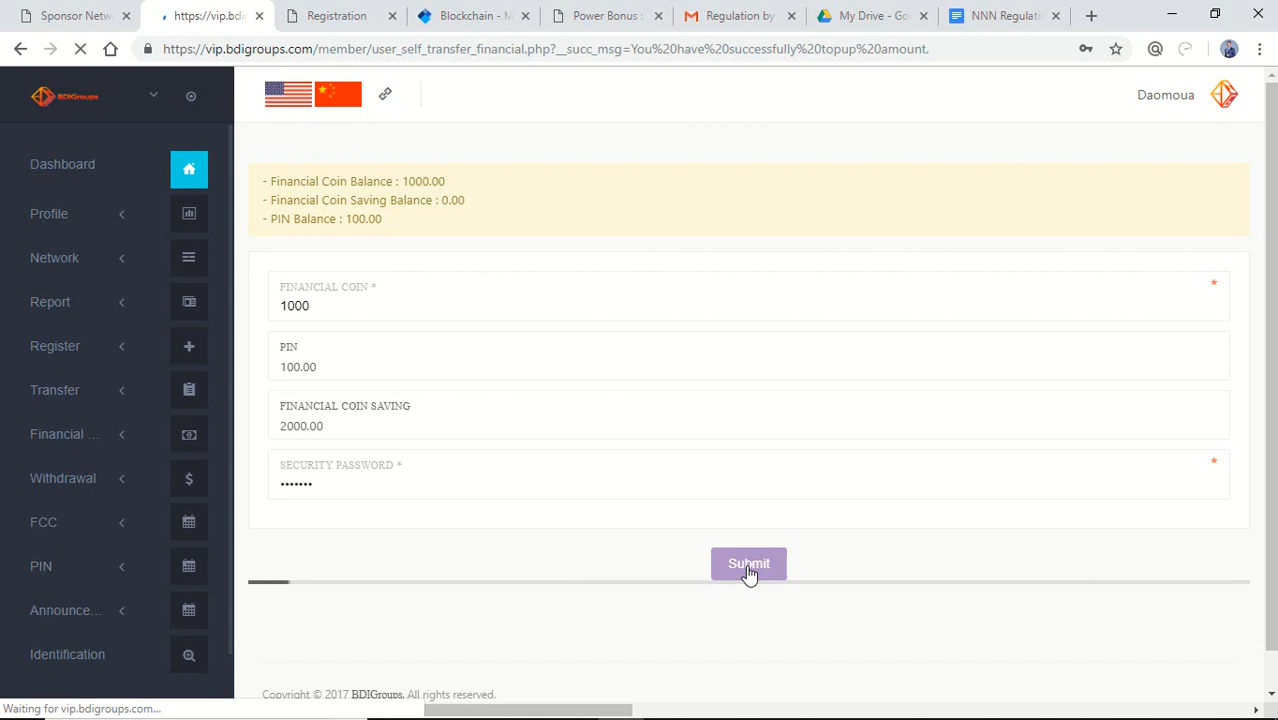 Sponsor Netw
https://vip.bdi
Registration
Blockchain - M
Power Bonus :
Regulation by
My Drive - Go
NNN Regulati
https://vip.bdigroups.com/member/user_self_transfer_financial.php?__succ_msg=You%20have%20successfully%20topup%20amount.
BDIGroups
Daomoua
Dashboard
Profile
Network
Report
Register
Transfer
Financial ...
Withdrawal
FCC
PIN
Announce...
Identification
- Financial Coin Balance : 1000.00
- Financial Coin Saving Balance : 0.00
- PIN Balance : 100.00
FINANCIAL COIN *
*
1000
PIN
100.00
FINANCIAL COIN SAVING
2000.00
SECURITY PASSWORD *
*
•••••••
Submit
Copyright © 2017 BDIGroups. All rights reserved.
Waiting for vip.bdigroups.com...